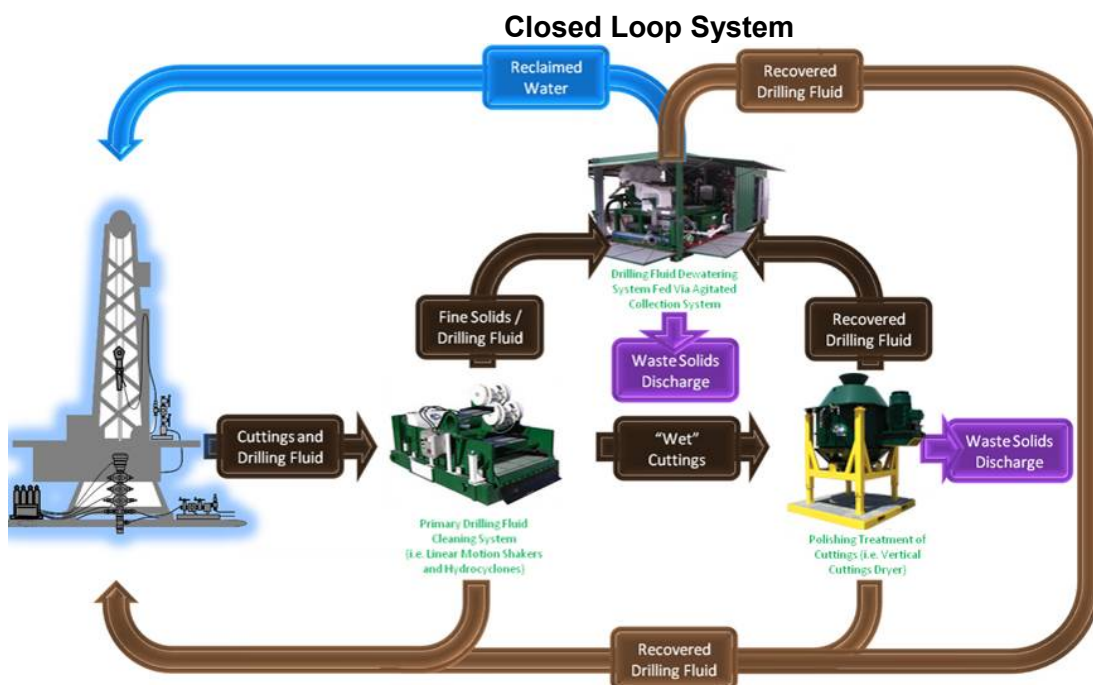 Closed Loop System
Reclaimed
Water
Recovered
Drilling Fluid
Drilling Fluid Dewatering
System Fed Via Agitated
Collection System
Fine Solids /
Drilling Fluid
Recovered
Drilling Fluid
Waste Solids
Discharge
Cuttings and
Drilling Fluid
"Wet"
Cuttings
Waste Solids
Discharge
Primary Drilling Fluid
Cleaning System
(i.e. Linear Motion Shakers
and Hydrocyclones)
Polishing Treatment of
Cuttings (i.e. Vertical
Cuttings Dryer)
Recovered
Drilling Fluid